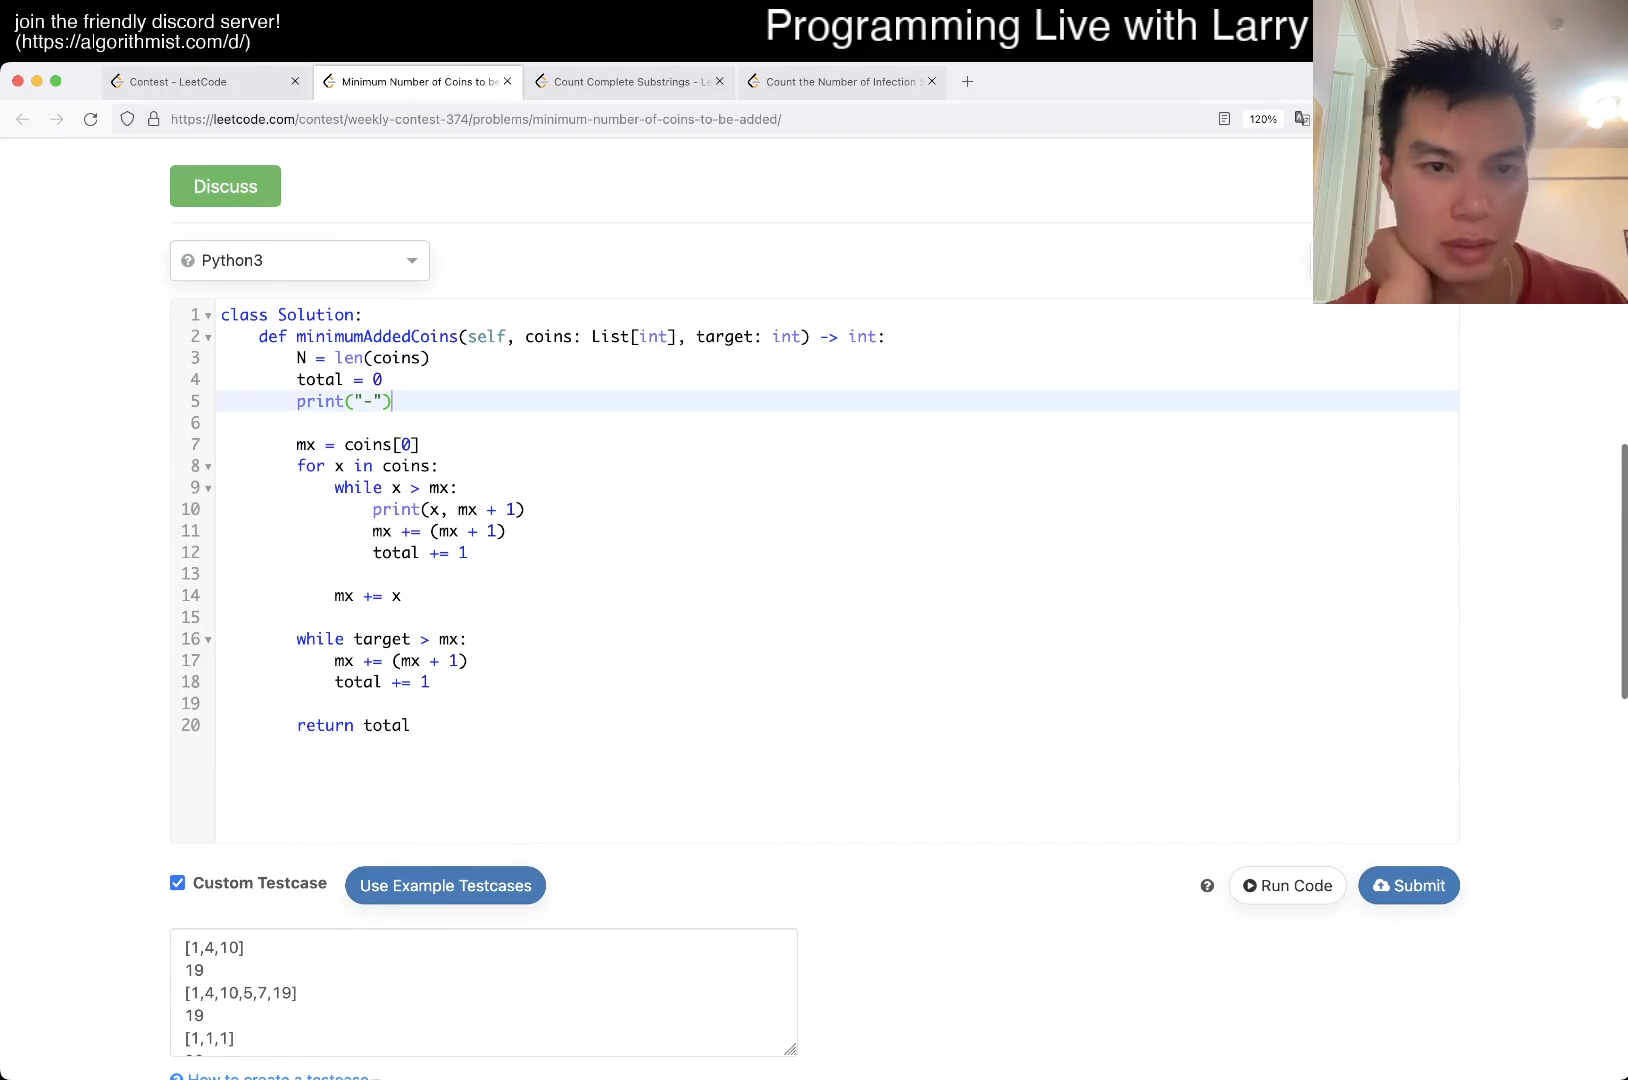 join the friendly discord server!
(https://algorithmist.com/d/)
Programming Live with Larry
Contest - LeetCode
Minimum Number of Coins to be
Count Complete Substrings - Le
Count the Number of Infection S
https://leetcode.com/contest/weekly-contest-374/problems/minimum-number-of-coins-to-be-added/
120%
Discuss
Python3
1 class Solution:
2     def minimumAddedCoins(self, coins: List[int], target: int) -> int:
3         N = len(coins)
4         total = 0
5         print("-")
6
7         mx = coins[0]
8         for x in coins:
9             while x > mx:
10                 print(x, mx + 1)
11                 mx += (mx + 1)
12                 total += 1
13
14             mx += x
15
16         while target > mx:
17             mx += (mx + 1)
18             total += 1
19
20         return total
Custom Testcase
Use Example Testcases
Run Code
Submit
[1,4,10]
19
[1,4,10,5,7,19]
19
[1,1,1]
How to create a testcase